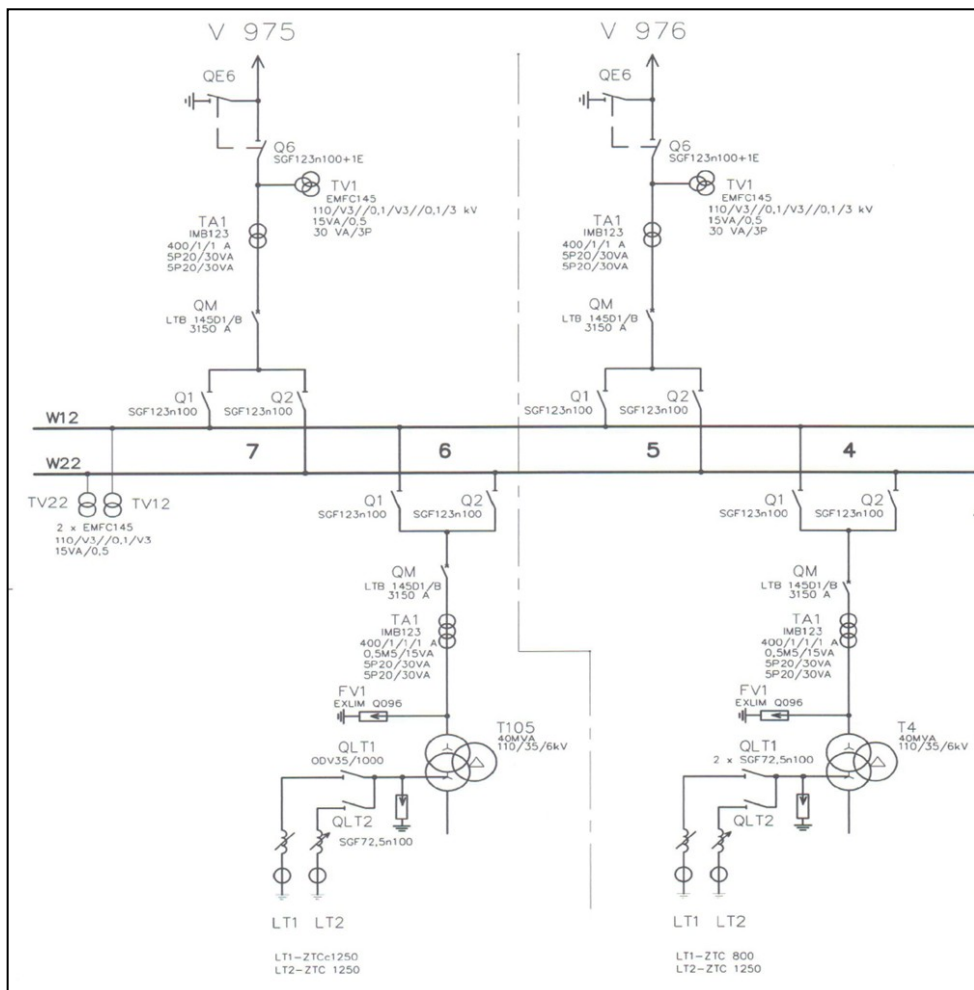 V 975
QE6
Q6
SGF123n100+1E
TV1
EMFC145
110/V3//0,1/V3//0,1/3 kV
15VA/0,5
30 VA/3P
TA1
IMB123
400/1/1 A
5P20/30VA
5P20/30VA
QM
LTB 145D1/B
3150 A
Q1
SGF123n100
Q2
SGF123n100
V 976
QE6
Q6
SGF123n100+1E
TV1
EMFC145
110/V3//0,1/V3//0,1/3 kV
15VA/0,5
30 VA/3P
TA1
IMB123
400/1/1 A
5P20/30VA
5P20/30VA
QM
LTB 145D1/B
3150 A
Q1
SGF123n100
Q2
SGF123n100
W12
7
6
5
4
W22
TV22
TV12
2 x EMFC145
110/V3//0,1/V3
15VA/0,5
Q1
SGF123n100
Q2
SGF123n100
QM
LTB 145D1/B
3150 A
TA1
IMB123
400/1/1/1 A
0,5M5/15VA
5P20/30VA
5P20/30VA
FV1
EXLIM Q096
T105
40MVA
110/35/6kV
QLT1
ODV35/1000
QLT2
SGF72,5n100
LT1
LT2
LT1-ZTCc1250
LT2-ZTC 1250
Q1
SGF123n100
Q2
SGF123n100
QM
LTB 145D1/B
3150 A
TA1
IMB123
400/1/1/1 A
0,5M5/15VA
5P20/30VA
5P20/30VA
FV1
EXLIM Q096
T4
40MVA
110/35/6kV
QLT1
2 x SGF72,5n100
QLT2
LT1
LT2
LT1-ZTC 800
LT2-ZTC 1250